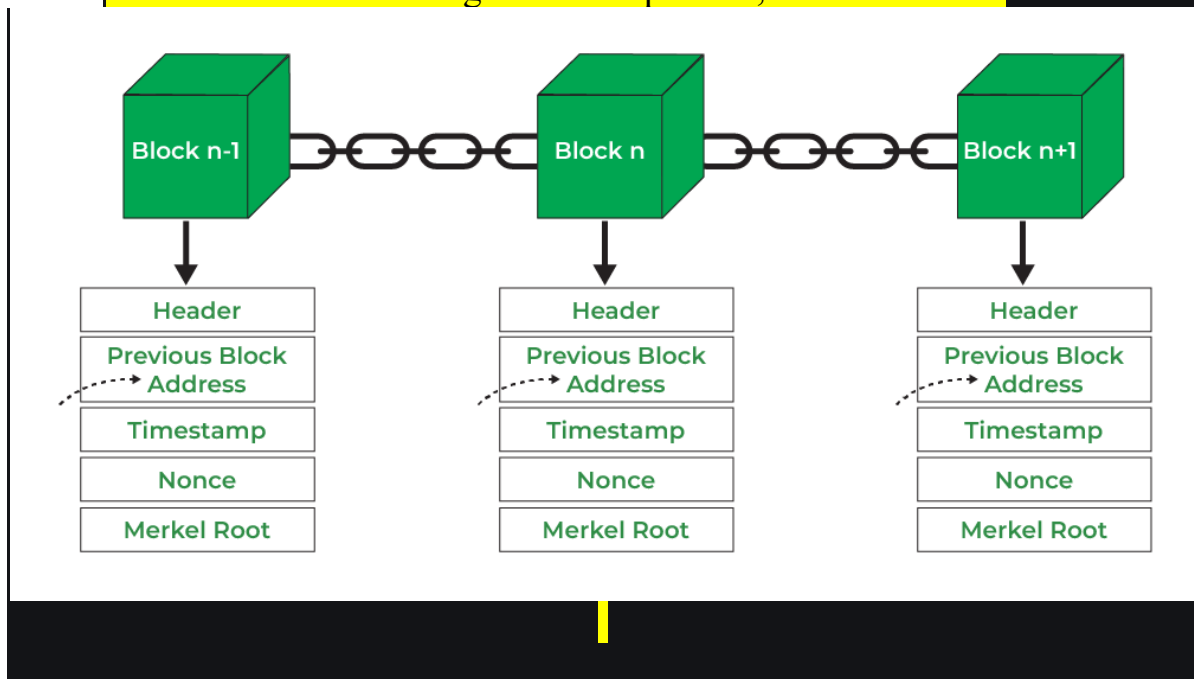 Block n-1
Block n
Block n+1
Header
Previous Block
Address
Timestamp
Nonce
Merkel Root
Header
Previous Block
Address
Timestamp
Nonce
Merkel Root
Header
Previous Block
Address
Timestamp
Nonce
Merkel Root